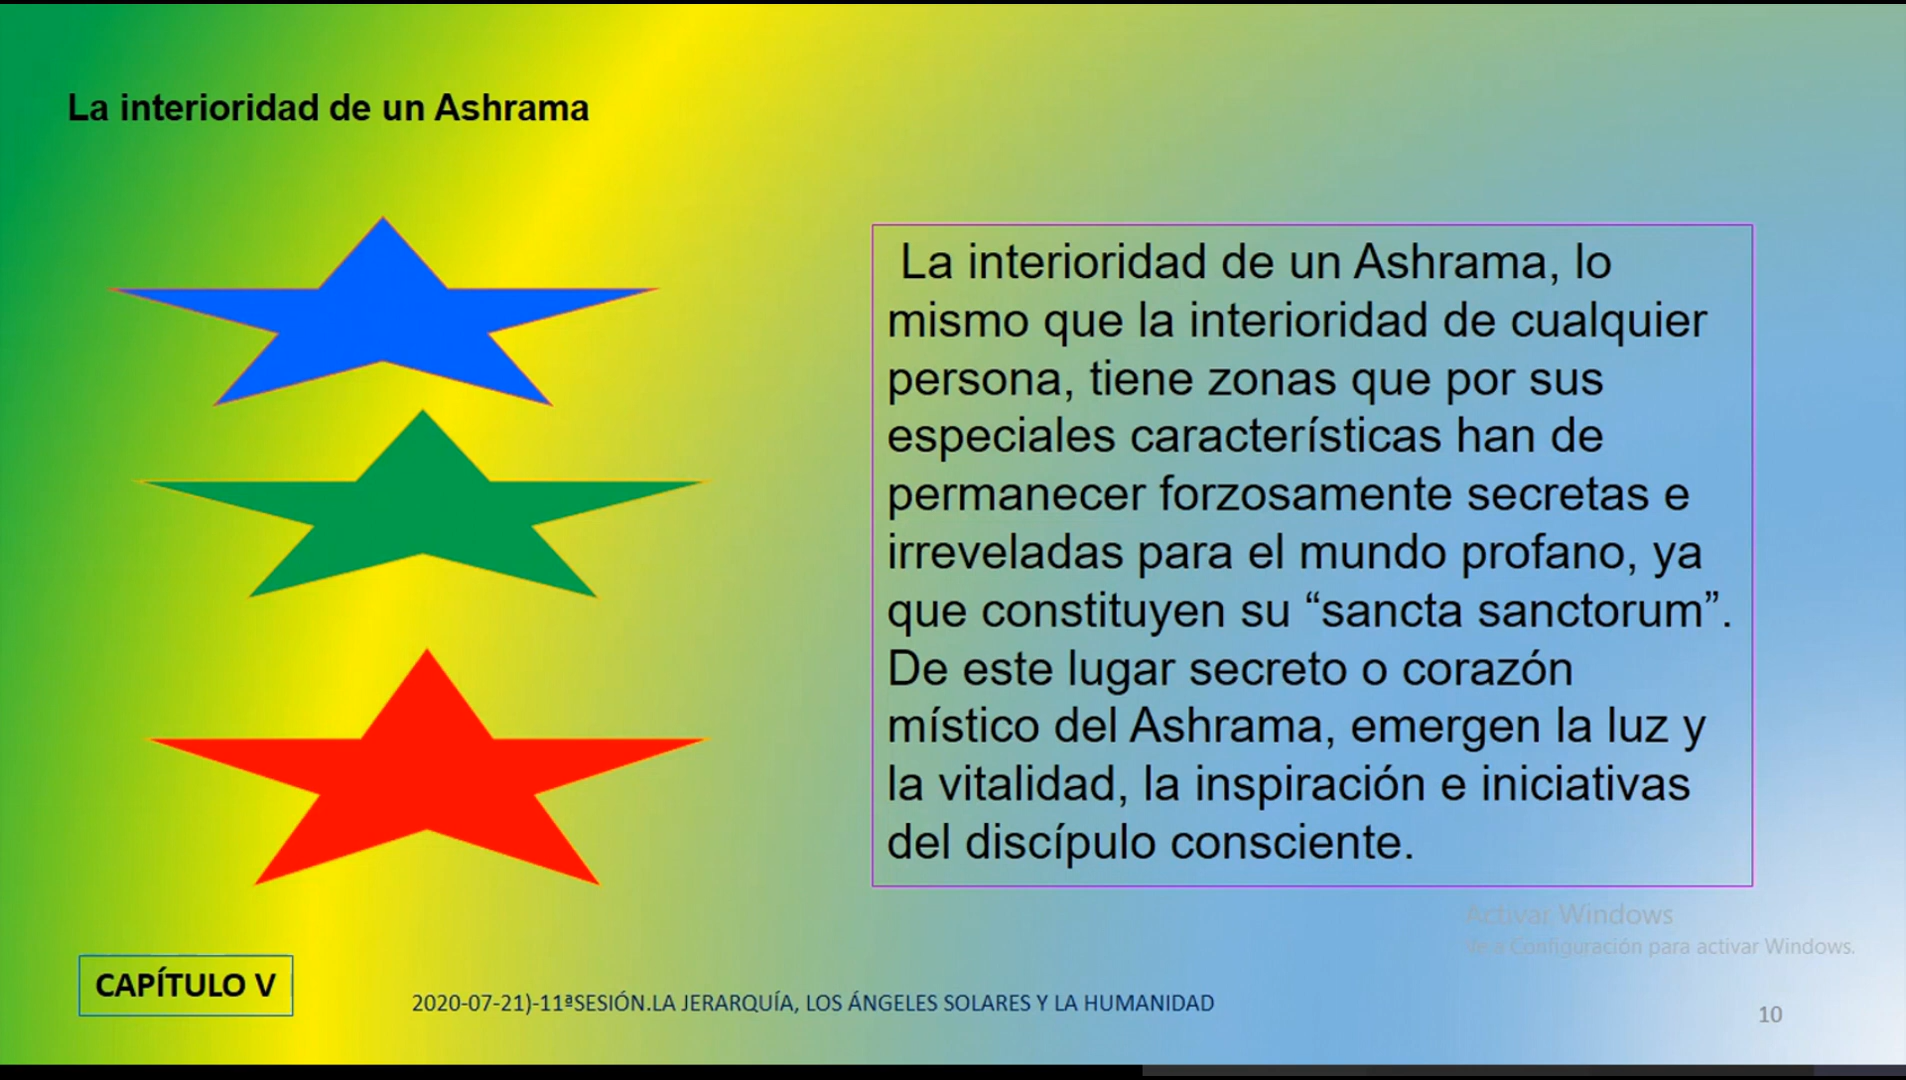 La interioridad de un Ashrama
La interioridad de un Ashrama, lo
mismo que la interioridad de cualquier
persona, tiene zonas que por sus
especiales características han de
permanecer forzosamente secretas e
irreveladas para el mundo profano, ya
que constituyen su “sancta sanctorum”.
De este lugar secreto o corazón
místico del Ashrama, emergen la luz y
la vitalidad, la inspiración e iniciativas
del discípulo consciente.
Activar Windows
Ve a Configuración para activar Windows.
CAPÍTULO V
2020-07-21)-11ªSESIÓN.LA JERARQUÍA, LOS ÁNGELES SOLARES Y LA HUMANIDAD
10